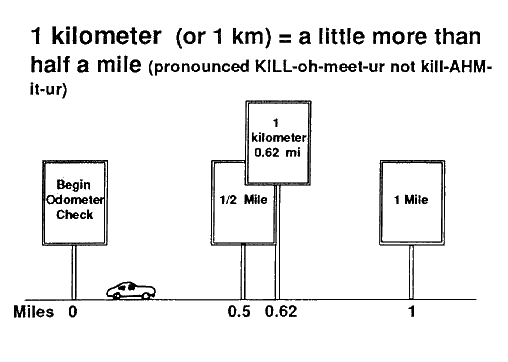 1 kilometer (or 1 km) = a little more than
half a mile (pronounced KILL-oh-meet-ur not kill-AHM-
it-ur)
1
kilometer
0.62 mi
Begin
Odometer
Check
1/2 Mile
1 Mile
Miles 0 0.5 0.62 1